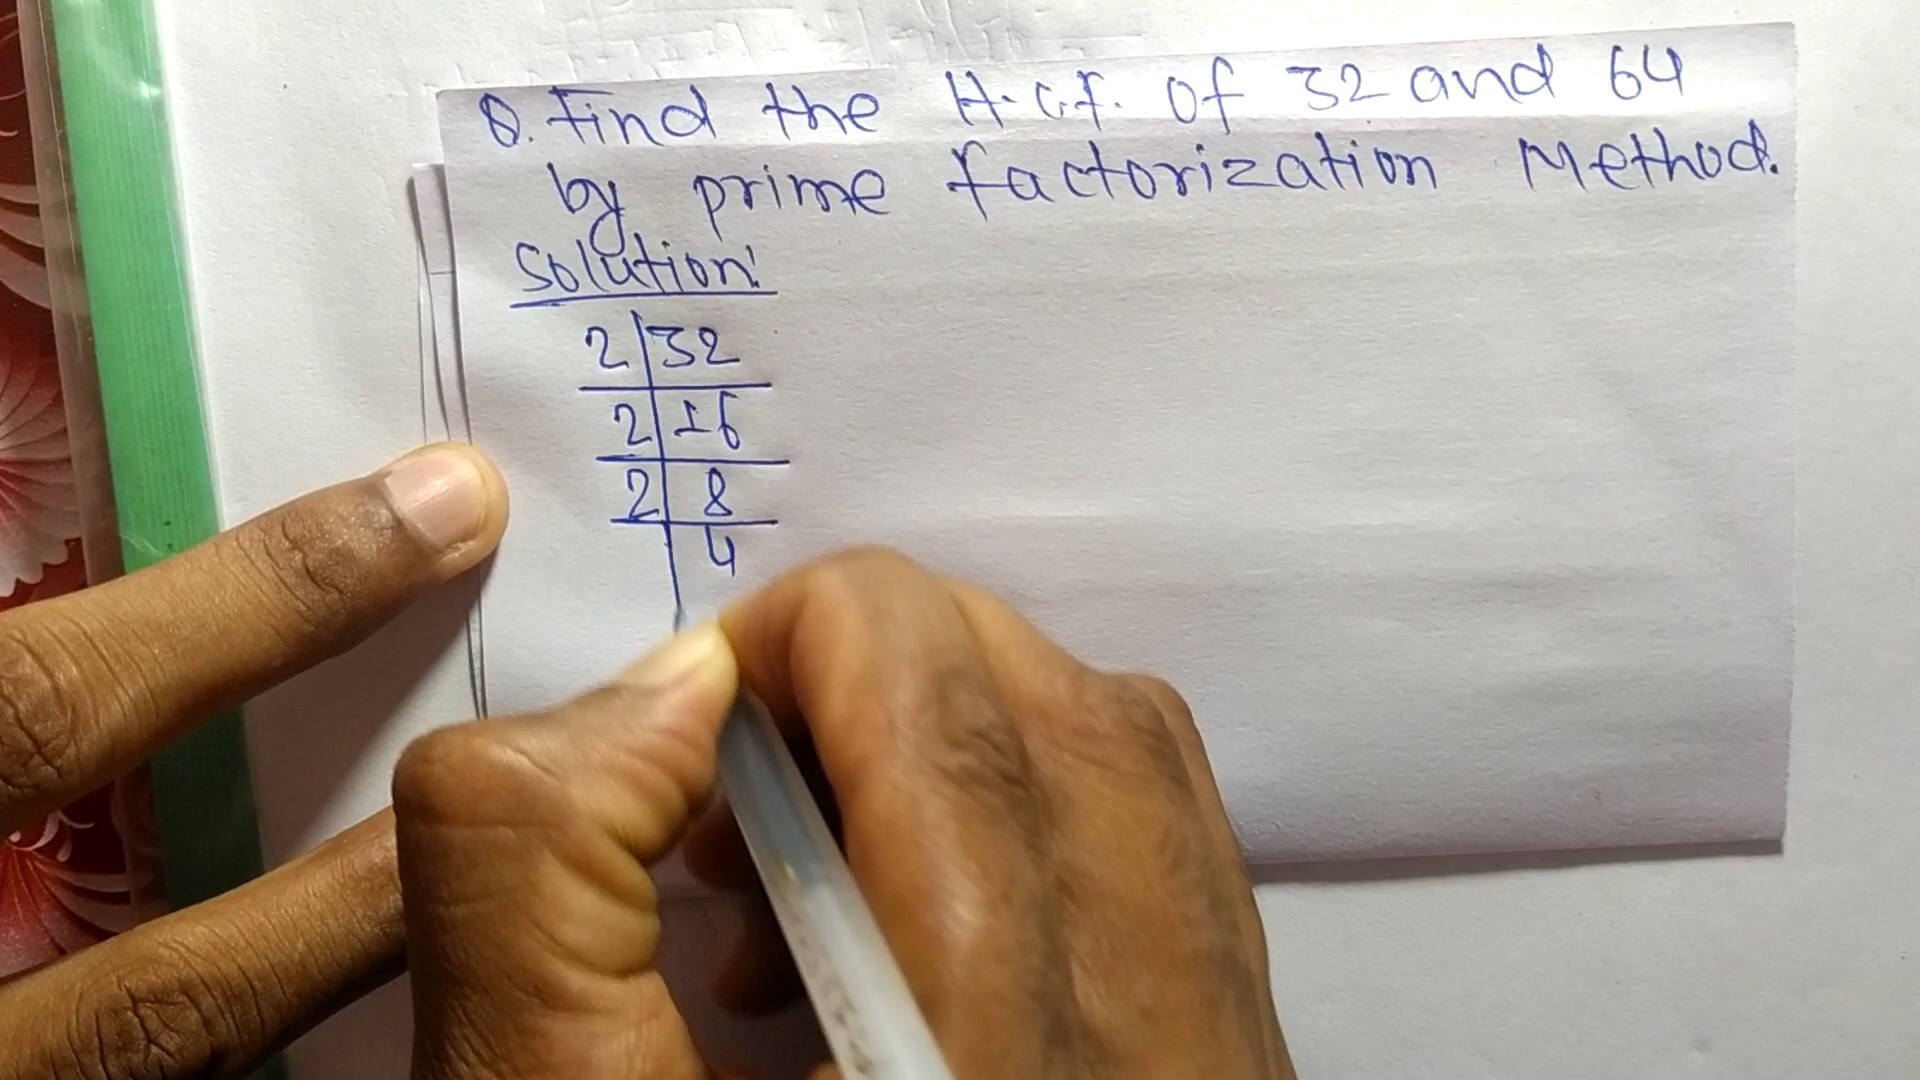 Q. Find the H.C.F. of 32 and 64
by prime factorization Method.
Solution:
2 32
2 16
2 8
4